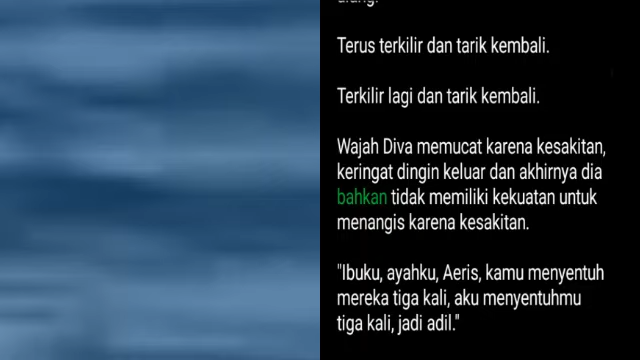 Terus terkilir dan tarik kembali.
Terkilir lagi dan tarik kembali.
Wajah Diva memucat karena kesakitan,
keringat dingin keluar dan akhirnya dia
bahkan tidak memiliki kekuatan untuk
menangis karena kesakitan.
"Ibuku, ayahku, Aeris, kamu menyentuh
mereka tiga kali, aku menyentuhmu
tiga kali, jadi adil."